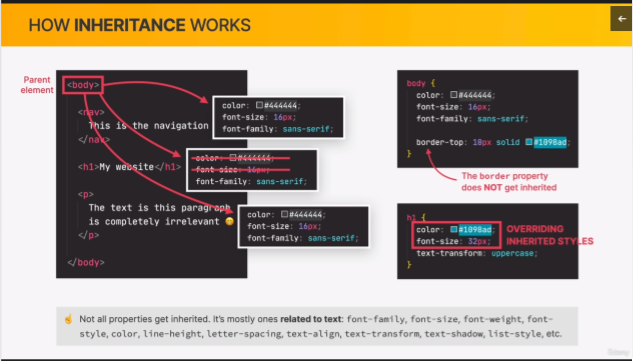 HOW INHERITANCE WORKS
←
Parent
element
<body>
<nav>
This is the navigation
</nav>
<h1>My website</h1>
<p>
The text is this paragraph
is completely irrelevant 😄
</p>
</body>
color: #444444;
font-size: 16px;
font-family: sans-serif;
color: #444444;
font-size: 16px;
font-family: sans-serif;
color: #444444;
font-size: 16px;
font-family: sans-serif;
body {
color: #444444;
font-size: 16px;
font-family: sans-serif;
border-top: 10px solid #1098ad;
}
The border property
does NOT get inherited
h1 {
color: #1098ad;
font-size: 32px;
text-transform: uppercase;
}
OVERRIDING
INHERITED STYLES
☝️ Not all properties get inherited. It's mostly ones related to text: font-family, font-size, font-weight, font-
style, color, line-height, letter-spacing, text-align, text-transform, text-shadow, list-style, etc.
Udemy